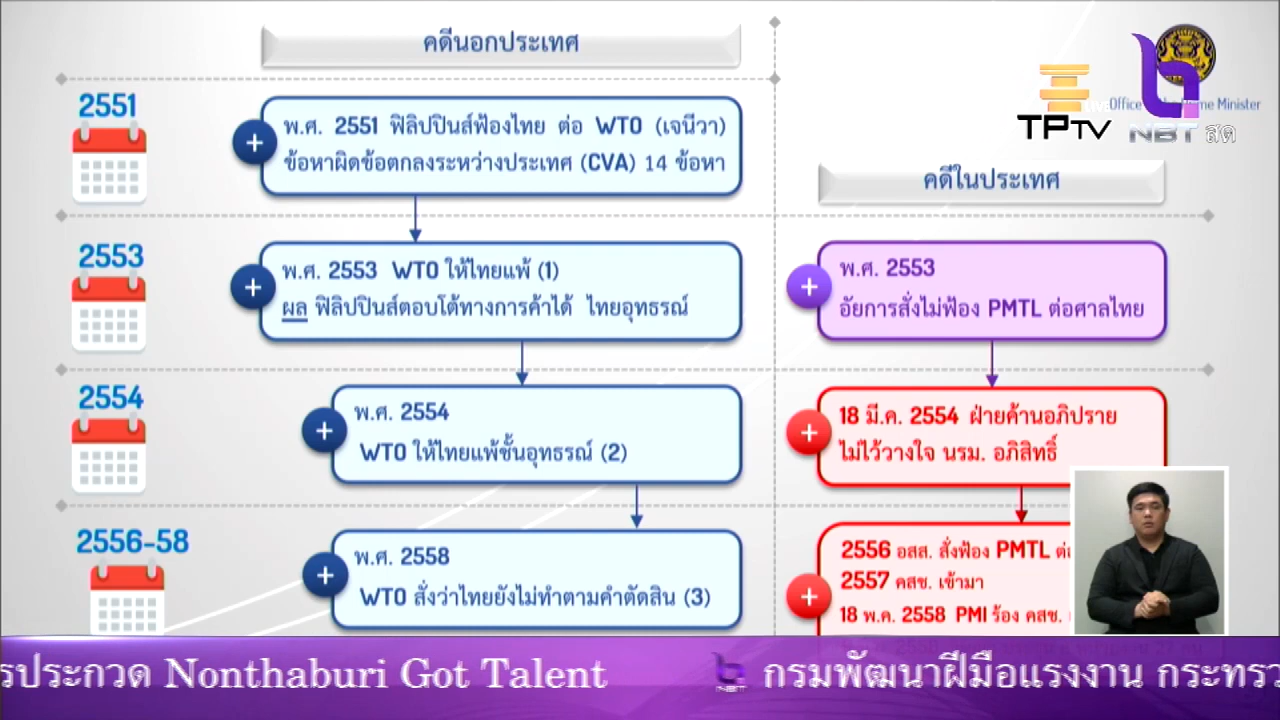 คดีนอกประเทศ
TPTV
Office
Prime Minister
NBT สด
2551
พ.ศ. 2551 ฟิลิปปินส์ฟ้องไทย ต่อ WTO (เจนีวา)
ข้อหาผิดข้อตกลงระหว่างประเทศ (CVA) 14 ข้อหา
คดีในประเทศ
2553
พ.ศ. 2553 WTO ให้ไทยแพ้ (1)
ผล ฟิลิปปินส์ตอบโต้ทางการค้าได้ ไทยอุทธรณ์
พ.ศ. 2553
อัยการสั่งไม่ฟ้อง PMTL ต่อศาลไทย
2554
พ.ศ. 2554
WTO ให้ไทยแพ้ชั้นอุทธรณ์ (2)
18 มี.ค. 2554 ฝ่ายค้านอภิปราย
ไม่ไว้วางใจ นรม. อภิสิทธิ์
2556-58
พ.ศ. 2558
WTO สั่งว่าไทยยังไม่ทำตามคำตัดสิน (3)
2556 อสส. สั่งฟ้อง PMTL
2557 คสช. เข้ามา
18 พ.ค. 2558 PMI ร้อง คสช.
รประกวด Nonthaburi Got Talent
NBT
กรมพัฒนาฝีมือแรงงาน กระทรว